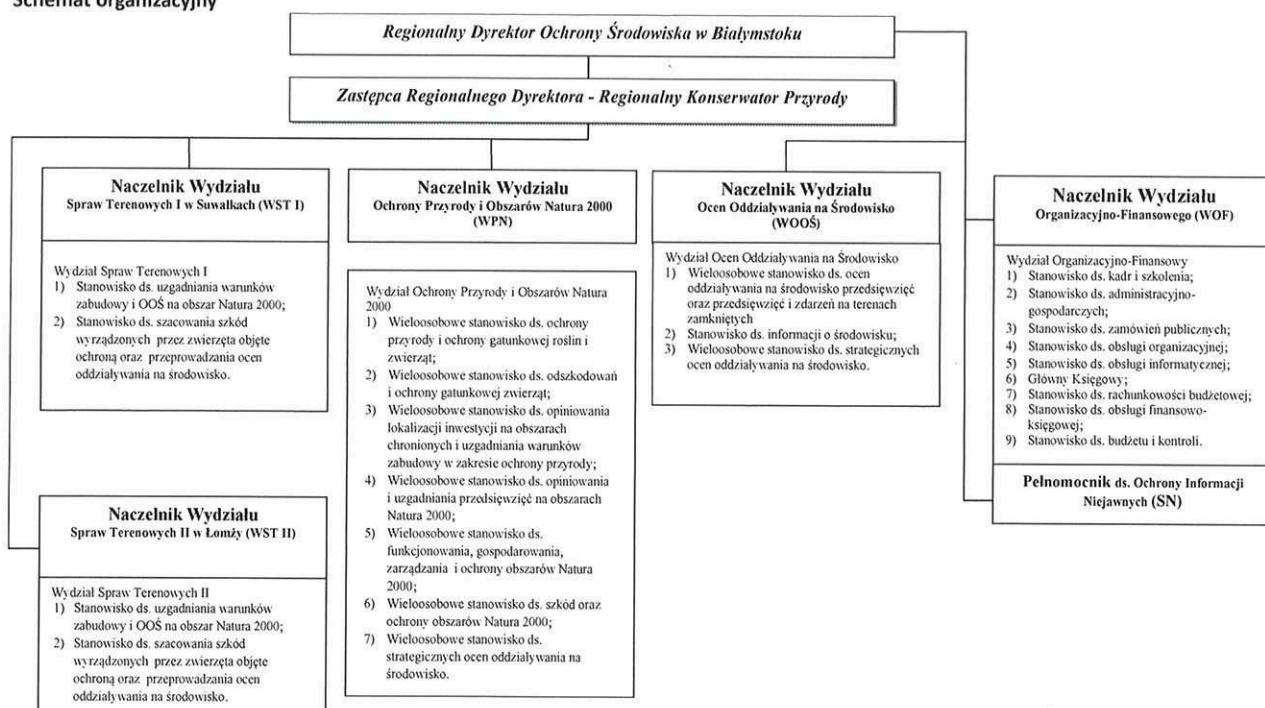 Schemat organizacyjny
Regionalny Dyrektor Ochrony Środowiska w Białymstoku
Zastępca Regionalnego Dyrektora - Regionalny Konserwator Przyrody
Naczelnik Wydziału
Spraw Terenowych I w Suwałkach (WST I)
Wydział Spraw Terenowych I
1) Stanowisko ds. uzgadniania warunków
zabudowy i OOŚ na obszar Natura 2000;
2) Stanowisko ds. szacowania szkód
wyrządzonych przez zwierzęta objęte
ochroną oraz przeprowadzania ocen
oddziaływania na środowisko.
Naczelnik Wydziału
Spraw Terenowych II w Łomży (WST II)
Wydział Spraw Terenowych II
1) Stanowisko ds. uzgadniania warunków
zabudowy i OOŚ na obszar Natura 2000;
2) Stanowisko ds. szacowania szkód
wyrządzonych przez zwierzęta objęte
ochroną oraz przeprowadzania ocen
oddziaływania na środowisko.
Naczelnik Wydziału
Ochrony Przyrody i Obszarów Natura 2000
(WPN)
Wydział Ochrony Przyrody i Obszarów Natura
2000
1) Wieloosobowe stanowisko ds. ochrony
przyrody i ochrony gatunkowej roślin i
zwierząt;
2) Wieloosobowe stanowisko ds. odszkodowań
i ochrony gatunkowej zwierząt;
3) Wieloosobowe stanowisko ds. opiniowania
lokalizacji inwestycji na obszarach
chronionych i uzgadniania warunków
zabudowy w zakresie ochrony przyrody;
4) Wieloosobowe stanowisko ds. opiniowania
i uzgadniania przedsięwzięć na obszarach
Natura 2000;
5) Wieloosobowe stanowisko ds.
funkcjonowania, gospodarowania,
zarządzania i ochrony obszarów Natura
2000;
6) Wieloosobowe stanowisko ds. szkód oraz
ochrony obszarów Natura 2000;
7) Wieloosobowe stanowisko ds.
strategicznych ocen oddziaływania na
środowisko.
Naczelnik Wydziału
Ocen Oddziaływania na Środowisko
(WOOŚ)
Wydział Ocen Oddziaływania na Środowisko
1) Wieloosobowe stanowisko ds. ocen
oddziaływania na środowisko przedsięwzięć
oraz przedsięwzięć i zdarzeń na terenach
zamkniętych
2) Stanowisko ds. informacji o środowisku;
3) Wieloosobowe stanowisko ds. strategicznych
ocen oddziaływania na środowisko.
Naczelnik Wydziału
Organizacyjno-Finansowego (WOF)
Wydział Organizacyjno-Finansowy
1) Stanowisko ds. kadr i szkolenia;
2) Stanowisko ds. administracyjno-
gospodarczych;
3) Stanowisko ds. zamówień publicznych;
4) Stanowisko ds. obsługi organizacyjnej;
5) Stanowisko ds. obsługi informatycznej;
6) Główny Księgowy;
7) Stanowisko ds. rachunkowości budżetowej;
8) Stanowisko ds. obsługi finansowo-
księgowej;
9) Stanowisko ds. budżetu i kontroli.
Pełnomocnik ds. Ochrony Informacji
Niejawnych (SN)